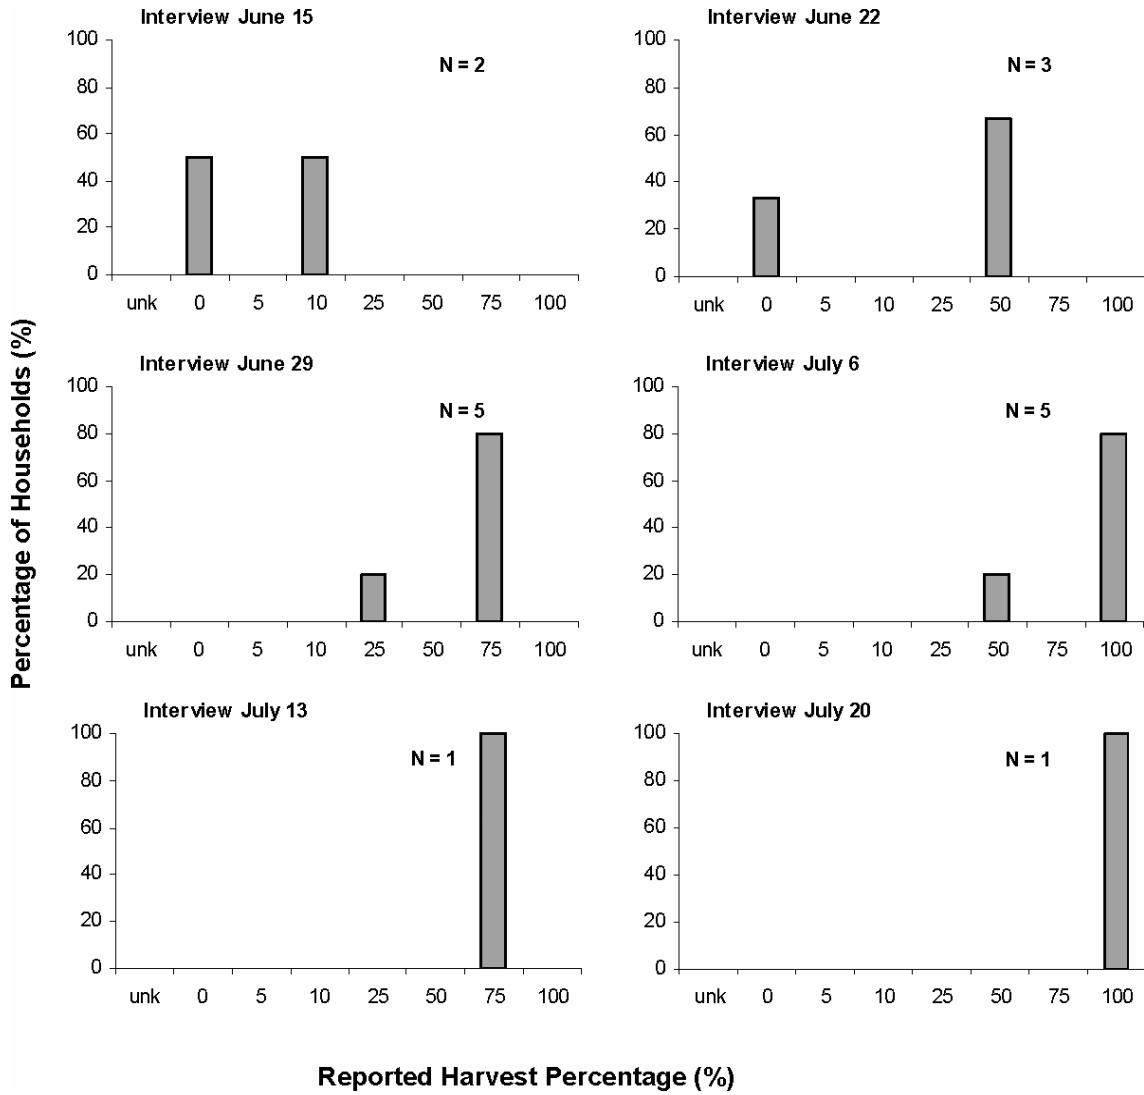 Interview June 15
N = 2
100
80
60
40
20
0
unk 0 5 10 25 50 75 100
Interview June 22
N = 3
100
80
60
40
20
0
unk 0 5 10 25 50 75 100
Interview June 29
N = 5
100
80
60
40
20
0
unk 0 5 10 25 50 75 100
Interview July 6
N = 5
100
80
60
40
20
0
unk 0 5 10 25 50 75 100
Interview July 13
N = 1
100
80
60
40
20
0
unk 0 5 10 25 50 75 100
Interview July 20
N = 1
100
80
60
40
20
0
unk 0 5 10 25 50 75 100
Percentage of Households (%)
Reported Harvest Percentage (%)